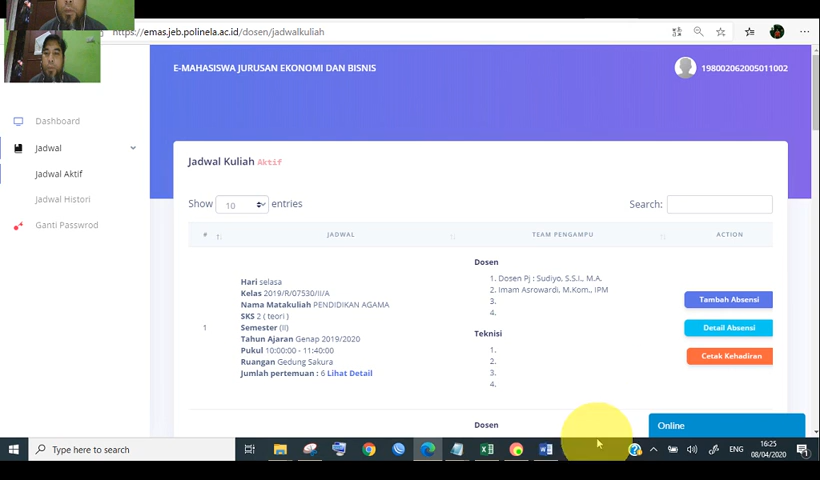 https://emas.jeb.polinela.ac.id/dosen/jadwalkuliah
E-MAHASISWA JURUSAN EKONOMI DAN BISNIS
198002062005011002
Dashboard
Jadwal
Jadwal Aktif
Jadwal Histori
Ganti Passwrod
Jadwal Kuliah Aktif
Show 10 entries
Search:
# JADWAL TEAM PENGAMPU ACTION
1
Hari selasa
Kelas 2019/R/07530/II/A
Nama Matakuliah PENDIDIKAN AGAMA
SKS 2 ( teori )
Semester (II)
Tahun Ajaran Genap 2019/2020
Pukul 10:00:00 - 11:40:00
Ruangan Gedung Sakura
Jumlah pertemuan : 6 Lihat Detail
Dosen
1. Dosen Pj : Sudiyo, S.S.I., M.A.
2. Imam Asrowardi, M.Kom., IPM
3.
4.
Teknisi
1.
2.
3.
4.
Tambah Absensi
Detail Absensi
Cetak Kehadiran
Dosen
Online
Type here to search
ENG
16:25
08/04/2020